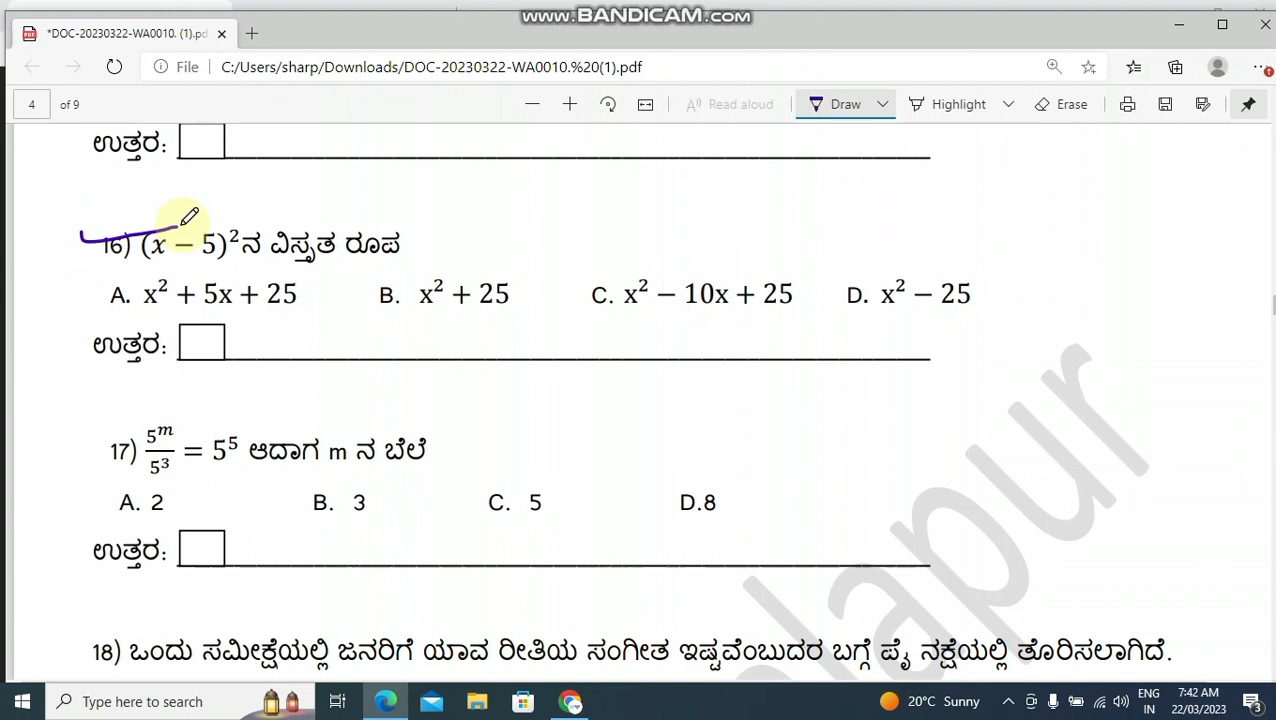 www.BANDICAM.com
*DOC-20230322-WA0010. (1).pd
File C:/Users/sharp/Downloads/DOC-20230322-WA0010.%20(1).pdf
4 of 9 Read aloud Draw Highlight Erase
ಉತ್ತರ:
16) (x − 5)² ನ ವಿಸ್ತೃತ ರೂಪ
A. x² + 5x + 25 B. x² + 25 C. x² − 10x + 25 D. x² − 25
ಉತ್ತರ:
17) 5ᵐ/5³ = 5⁵ ಆದಾಗ m ನ ಬೆಲೆ
A. 2 B. 3 C. 5 D.8
ಉತ್ತರ:
18) ಒಂದು ಸಮೀಕ್ಷೆಯಲ್ಲಿ ಜನರಿಗೆ ಯಾವ ರೀತಿಯ ಸಂಗೀತ ಇಷ್ಟವೆಂಬುದರ ಬಗ್ಗೆ ಪೈ ನಕ್ಷೆಯಲ್ಲಿ ತೋರಿಸಲಾಗಿದೆ.
Type here to search 20°C Sunny ENG IN 7:42 AM 22/03/2023 3